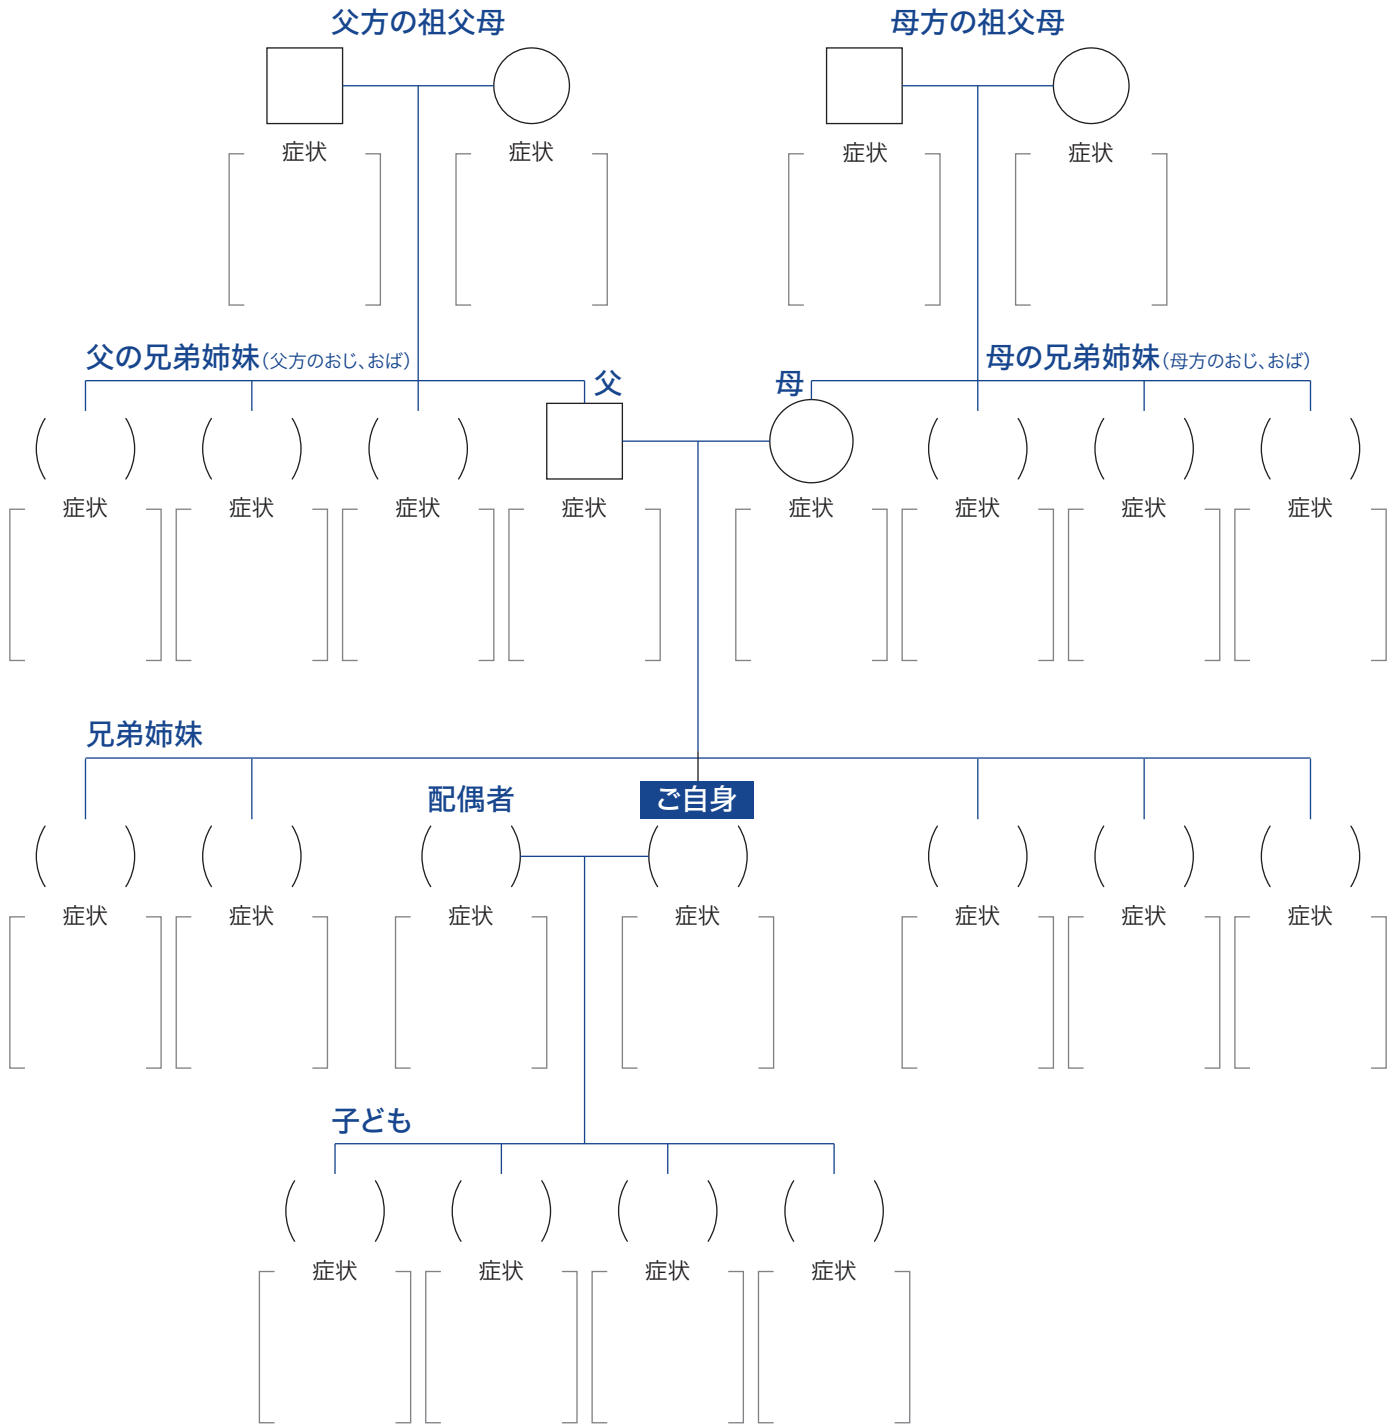 父方の祖父母
母方の祖父母
症状
症状
症状
症状
父の兄弟姉妹(父方のおじ、おば)
父
母
母の兄弟姉妹(母方のおじ、おば)
症状
症状
症状
症状
症状
症状
症状
症状
兄弟姉妹
配偶者
ご自身
症状
症状
症状
症状
症状
症状
症状
子ども
症状
症状
症状
症状